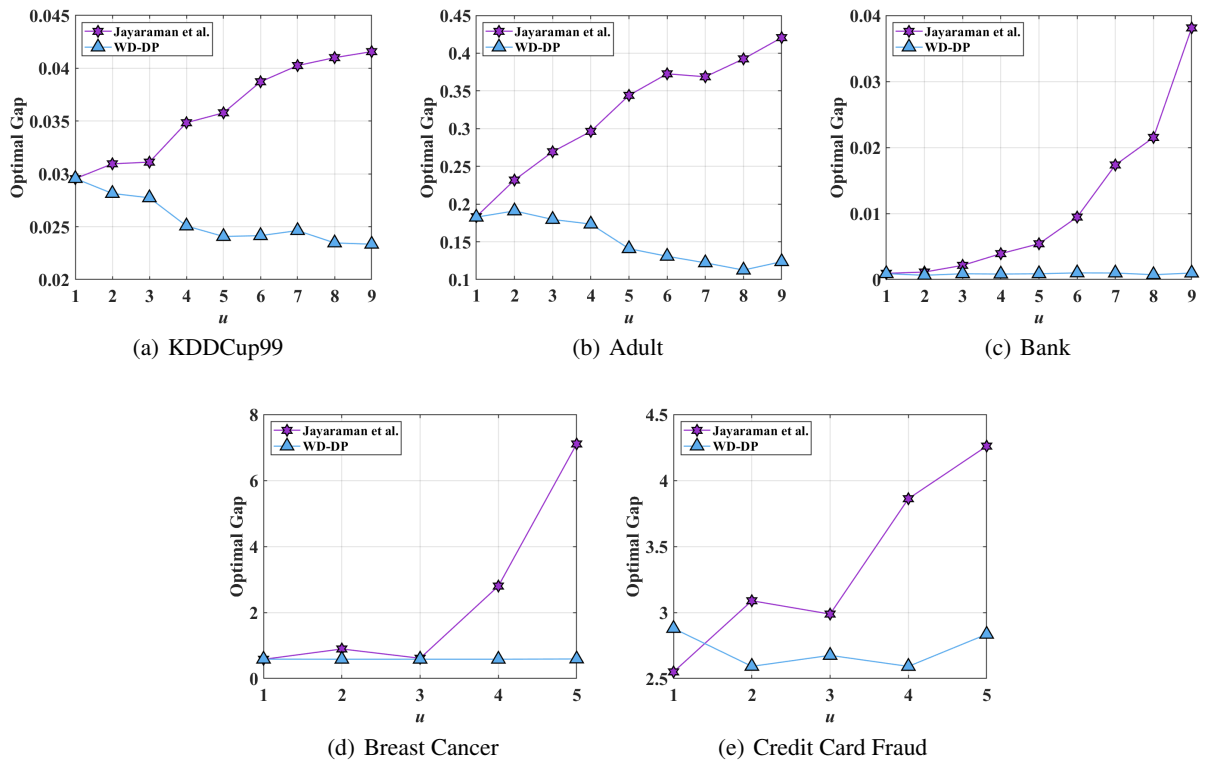 Jayaraman et al.
WD-DP
Optimal Gap
0.045
0.04
0.035
0.03
0.025
0.02
1 2 3 4 5 6 7 8 9
u
(a) KDDCup99
Jayaraman et al.
WD-DP
Optimal Gap
0.45
0.4
0.35
0.3
0.25
0.2
0.15
0.1
1 2 3 4 5 6 7 8 9
u
(b) Adult
Jayaraman et al.
WD-DP
Optimal Gap
0.04
0.03
0.02
0.01
0
1 2 3 4 5 6 7 8 9
u
(c) Bank
Jayaraman et al.
WD-DP
Optimal Gap
8
6
4
2
0
1 2 3 4 5
u
(d) Breast Cancer
Jayaraman et al.
WD-DP
Optimal Gap
4.5
4
3.5
3
2.5
1 2 3 4 5
u
(e) Credit Card Fraud